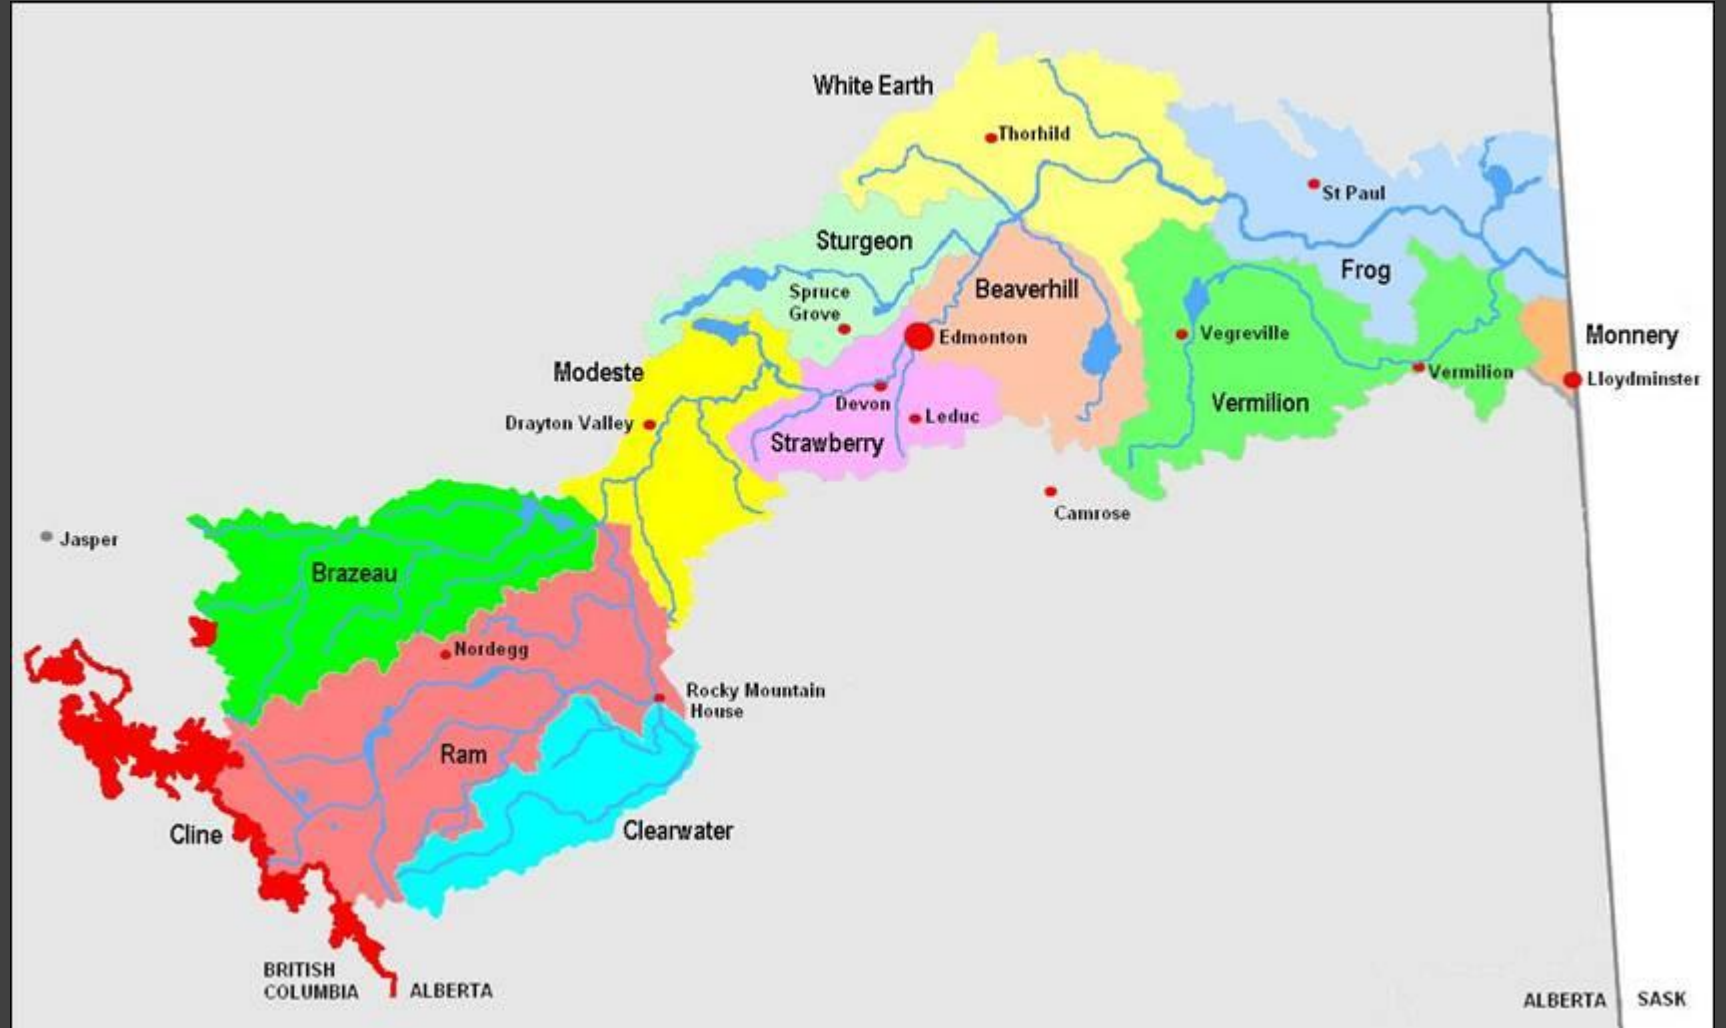 White Earth
Thorhild
St Paul
Sturgeon
Frog
Beaverhill
Spruce
Grove
Edmonton
Vegreville
Monnery
Modeste
Vermilion
Lloydminster
Devon
Leduc
Vermilion
Drayton Valley
Strawberry
Camrose
Jasper
Brazeau
Nordegg
Rocky Mountain
House
Ram
Cline
Clearwater
BRITISH
COLUMBIA
ALBERTA
ALBERTA
SASK